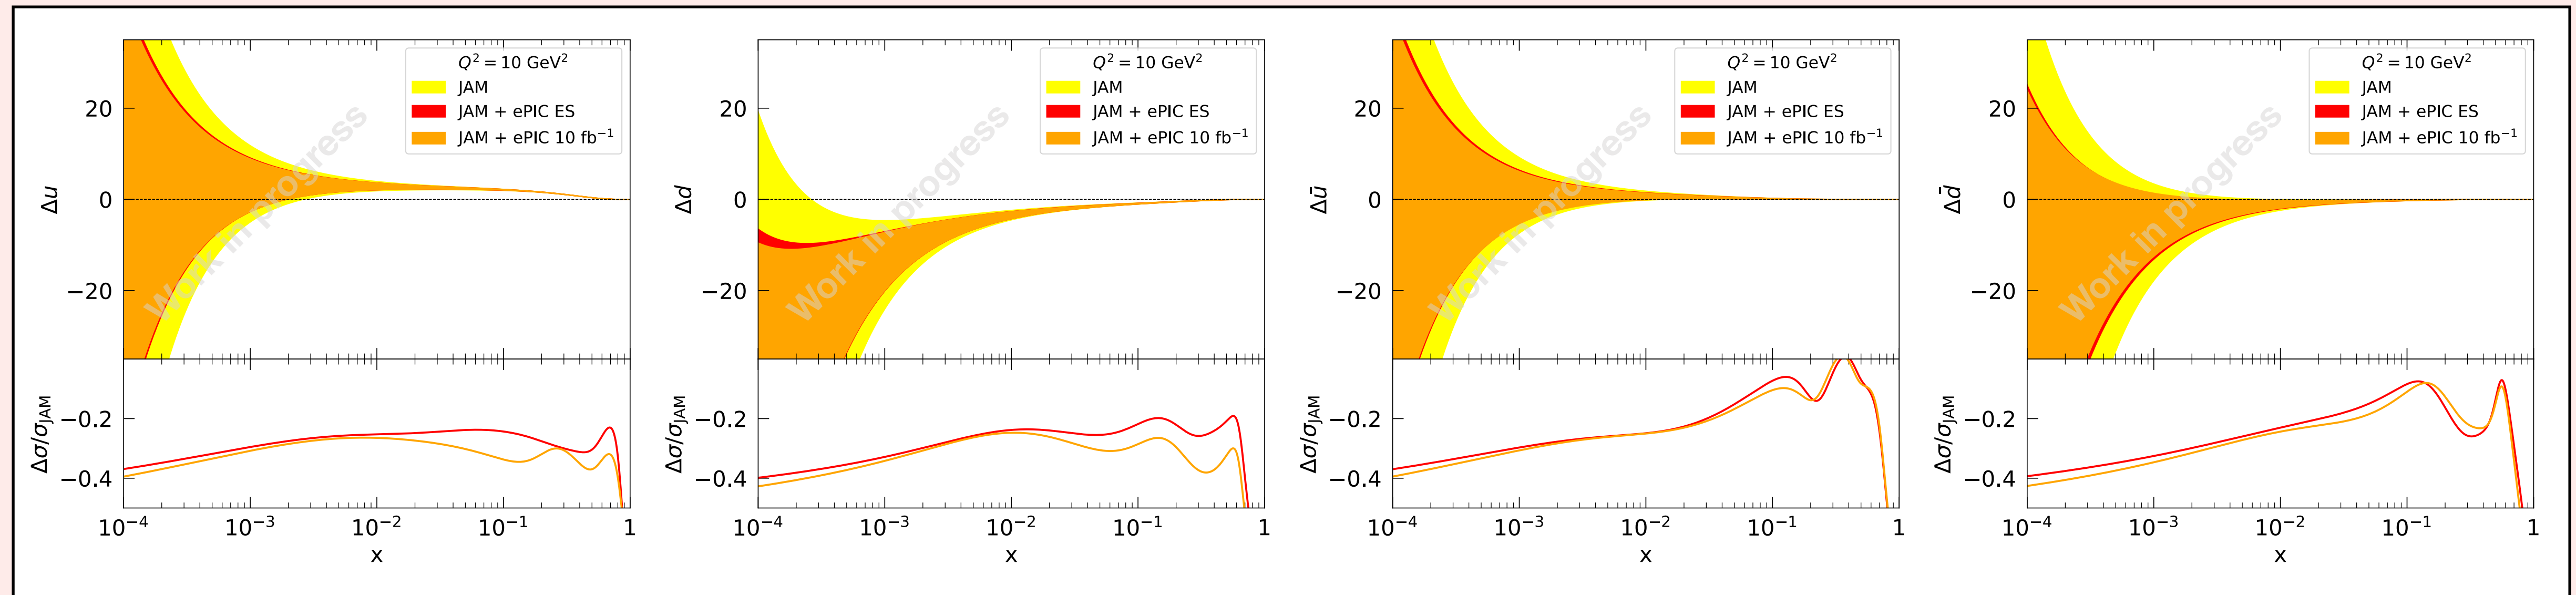 Q² = 10 GeV²
JAM
JAM + ePIC ES
JAM + ePIC 10 fb⁻¹
20
0
−20
Δu
Work in progress
−0.2
−0.4
Δσ/σ_JAM
10⁻⁴ 10⁻³ 10⁻² 10⁻¹ 1
x
Q² = 10 GeV²
JAM
JAM + ePIC ES
JAM + ePIC 10 fb⁻¹
20
0
−20
Δd
Work in progress
−0.2
−0.4
Δσ/σ_JAM
10⁻⁴ 10⁻³ 10⁻² 10⁻¹ 1
x
Q² = 10 GeV²
JAM
JAM + ePIC ES
JAM + ePIC 10 fb⁻¹
20
0
−20
Δū
Work in progress
−0.2
−0.4
Δσ/σ_JAM
10⁻⁴ 10⁻³ 10⁻² 10⁻¹ 1
x
Q² = 10 GeV²
JAM
JAM + ePIC ES
JAM + ePIC 10 fb⁻¹
20
0
−20
Δd̄
Work in progress
−0.2
−0.4
Δσ/σ_JAM
10⁻⁴ 10⁻³ 10⁻² 10⁻¹ 1
x